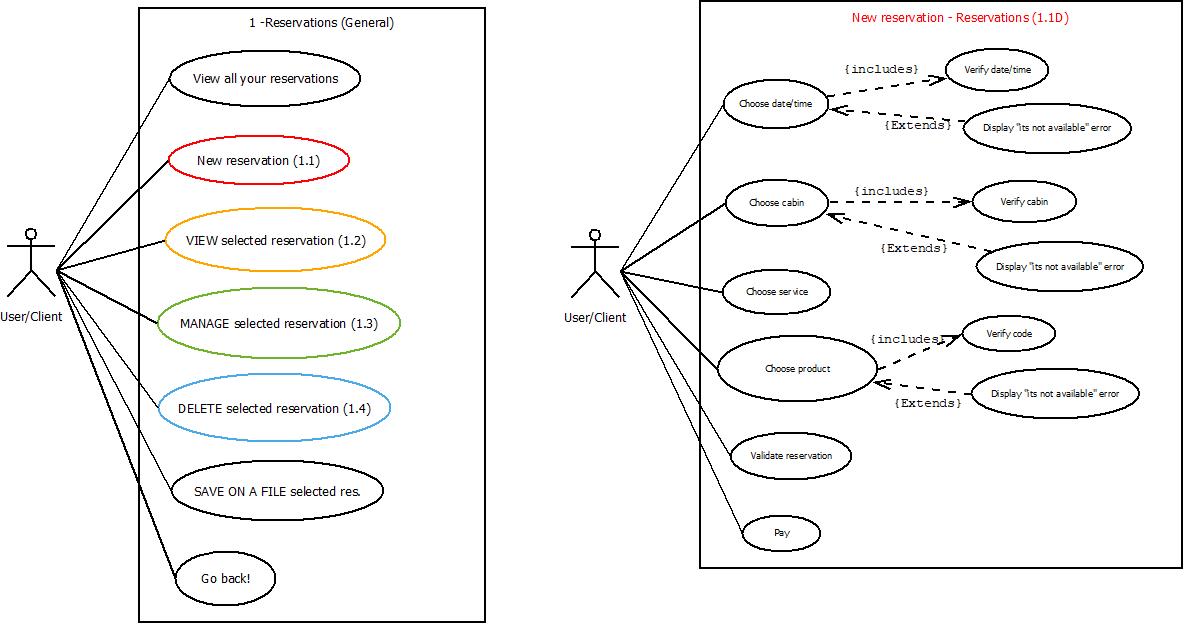 1 -Reservations (General)
View all your reservations
New reservation (1.1)
VIEW selected reservation (1.2)
MANAGE selected reservation (1.3)
DELETE selected reservation (1.4)
SAVE ON A FILE selected res.
Go back!
User/Client
New reservation - Reservations (1.1D)
Choose date/time
{includes}
Verify date/time
{Extends}
Display "its not available" error
Choose cabin
{includes}
Verify cabin
{Extends}
Display "its not available" error
Choose service
User/Client
Choose product
{includes}
Verify code
{Extends}
Display "its not available" error
Validate reservation
Pay